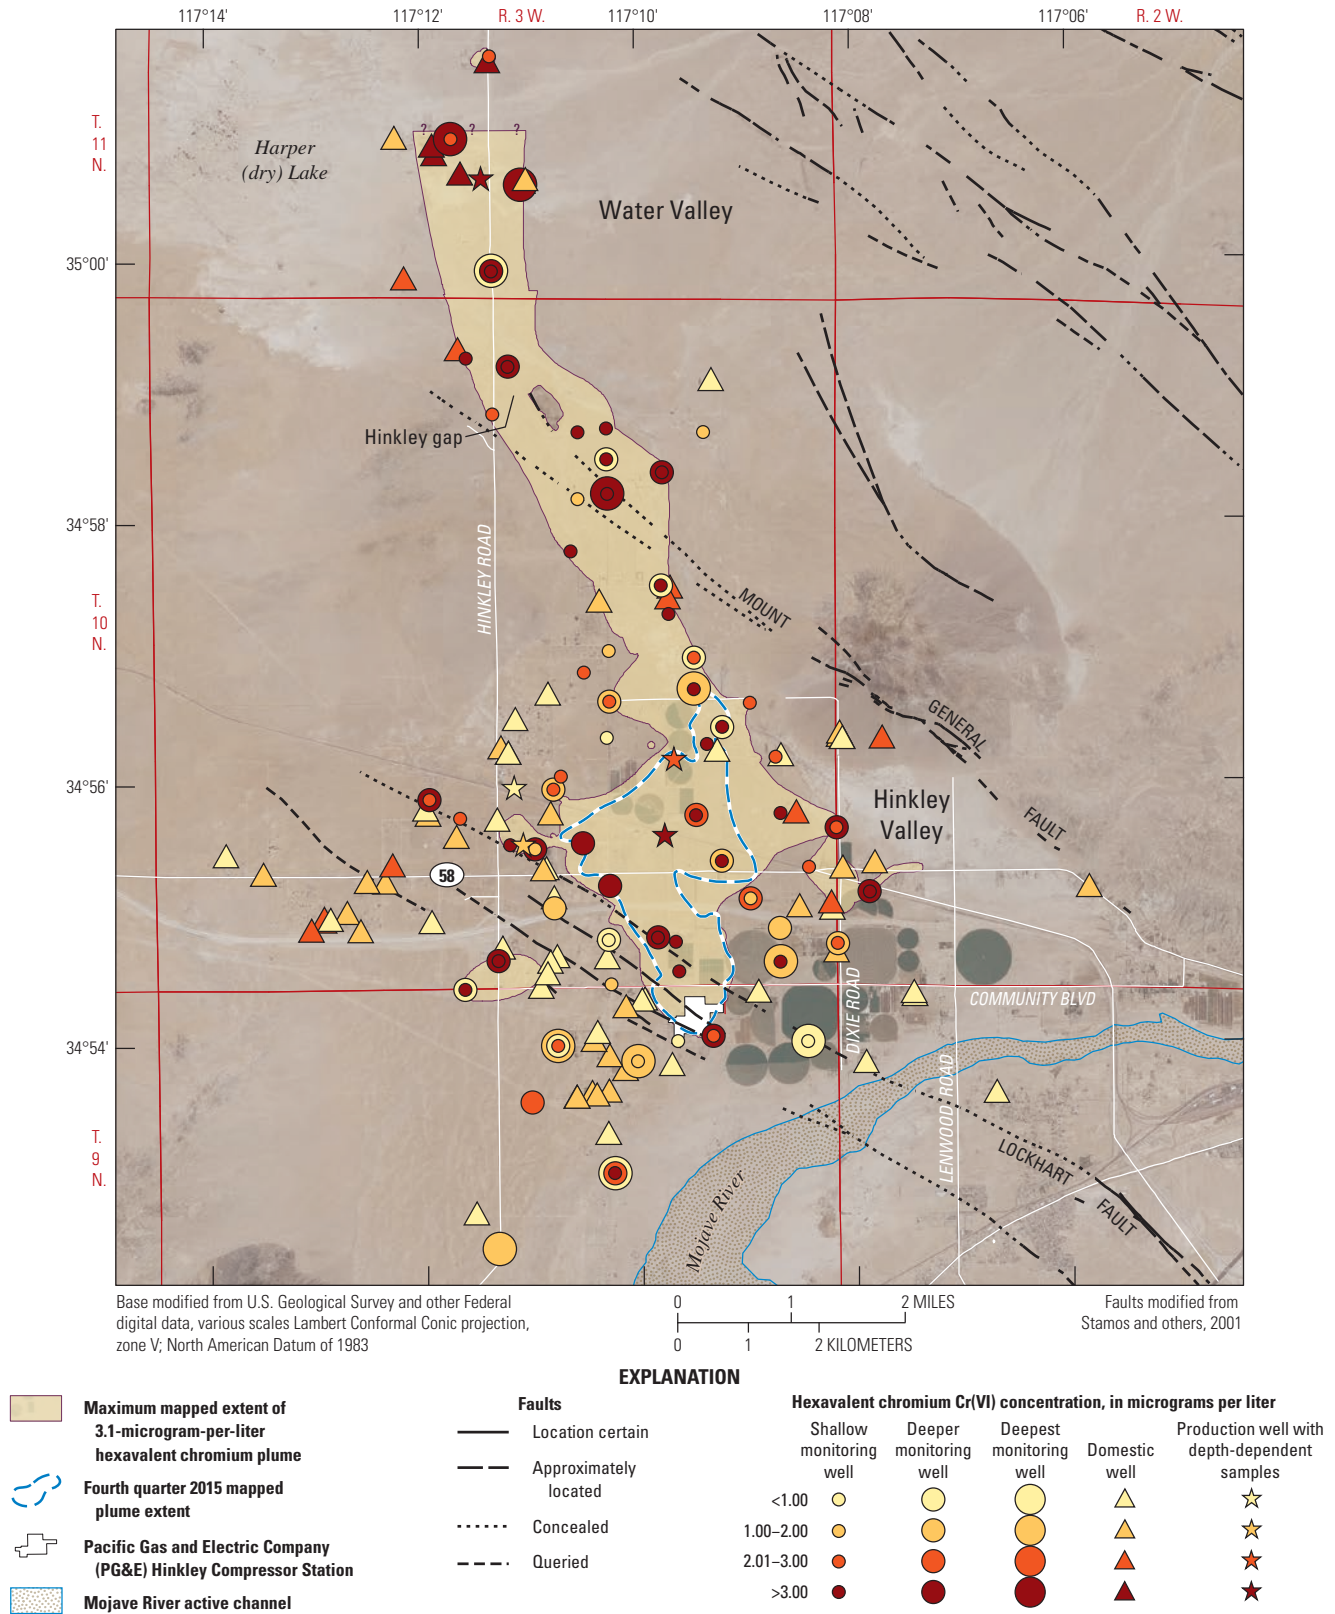 117°14'
117°12'
R. 3 W.
117°10'
117°08'
117°06'
R. 2 W.
T.
11
N.
Harper
(dry) Lake
? ? ?
Water Valley
35°00'
Hinkley gap
34°58'
HINKLEY ROAD
T.
10
N.
MOUNT
GENERAL
FAULT
34°56'
Hinkley
Valley
58
DIXIE ROAD
COMMUNITY BLVD
34°54'
LENWOOD ROAD
LOCKHART
FAULT
T.
9
N.
Mojave River
Base modified from U.S. Geological Survey and other Federal
digital data, various scales Lambert Conformal Conic projection,
zone V; North American Datum of 1983
0 1 2 MILES
0 1 2 KILOMETERS
Faults modified from
Stamos and others, 2001
EXPLANATION
Maximum mapped extent of
3.1-microgram-per-liter
hexavalent chromium plume
Fourth quarter 2015 mapped
plume extent
Pacific Gas and Electric Company
(PG&E) Hinkley Compressor Station
Mojave River active channel
Faults
Location certain
Approximately
located
Concealed
Queried
Hexavalent chromium Cr(VI) concentration, in micrograms per liter
Shallow
monitoring
well
Deeper
monitoring
well
Deepest
monitoring
well
Domestic
well
Production well with
depth-dependent
samples
<1.00
1.00–2.00
2.01–3.00
>3.00